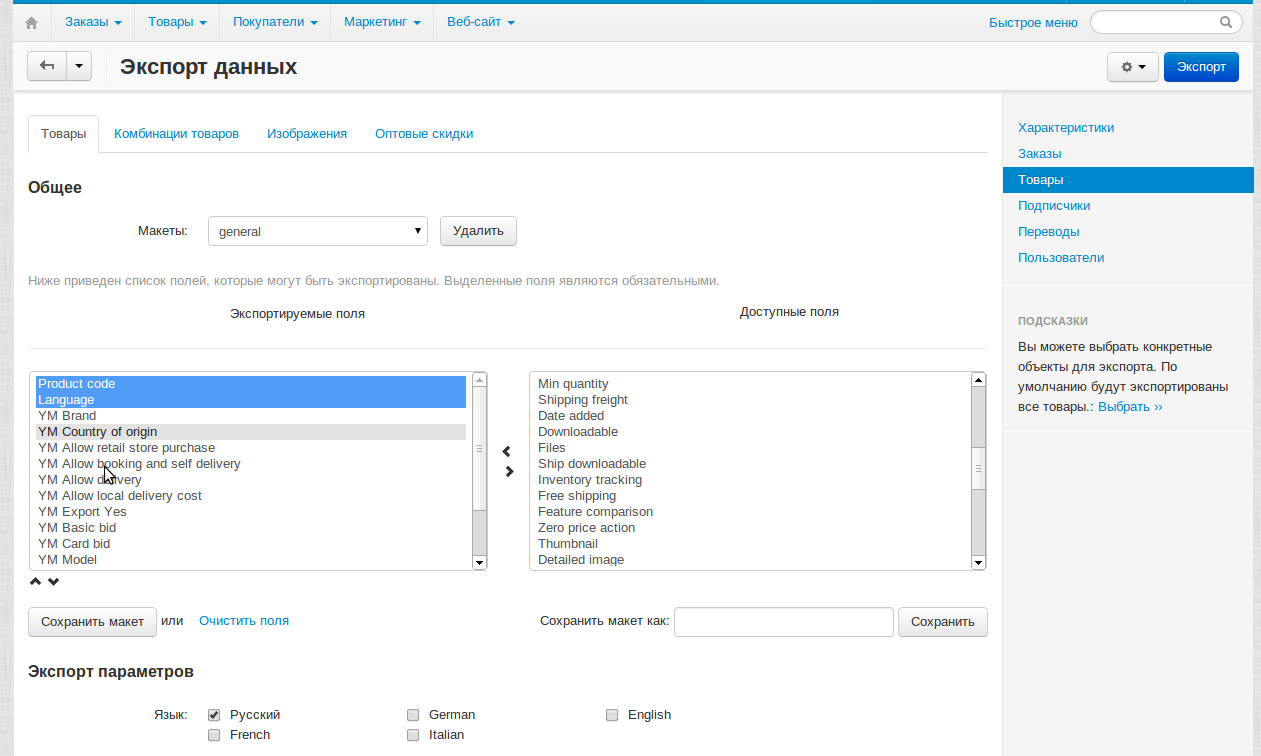 Заказы Товары Покупатели Маркетинг Веб-сайт Быстрое меню
Экспорт данных Экспорт
Товары Комбинации товаров Изображения Оптовые скидки
Общее
Макеты: general Удалить
Ниже приведен список полей, которые могут быть экспортированы. Выделенные поля являются обязательными.
Экспортируемые поля Доступные поля
Product code
Language
YM Brand
YM Country of origin
YM Allow retail store purchase
YM Allow booking and self delivery
YM Allow delivery
YM Allow local delivery cost
YM Export Yes
YM Basic bid
YM Card bid
YM Model
Min quantity
Shipping freight
Date added
Downloadable
Files
Ship downloadable
Inventory tracking
Free shipping
Feature comparison
Zero price action
Thumbnail
Detailed image
Сохранить макет или Очистить поля Сохранить макет как: Сохранить
Экспорт параметров
Язык: Русский German English
French Italian
Характеристики
Заказы
Товары
Подписчики
Переводы
Пользователи
ПОДСКАЗКИ
Вы можете выбрать конкретные
объекты для экспорта. По
умолчанию будут экспортированы
все товары.: Выбрать ››